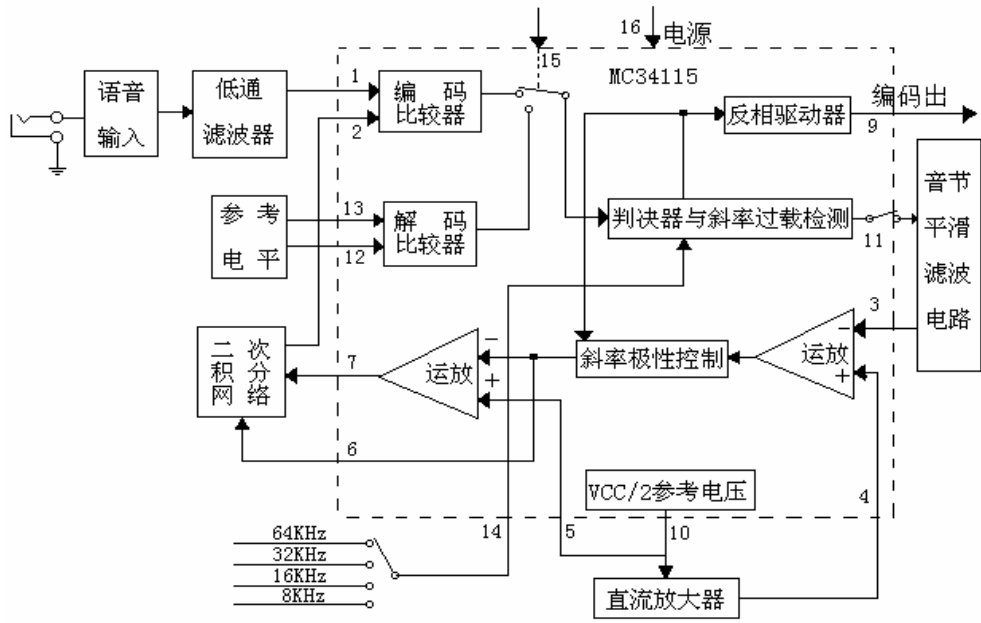 16
电源
15
MC34115
语音
输入
低通
滤波器
1
编 码
比较器
2
反相驱动器
编码出
9
参 考
电 平
13
12
解 码
比较器
判决器与斜率过载检测
11
音节
平滑
滤波
电路
二 次
积 分
网 络
7
运放
−
+
斜率极性控制
运放
−
+
3
6
VCC/2参考电压
4
14
5
10
64KHz
32KHz
16KHz
8KHz
直流放大器